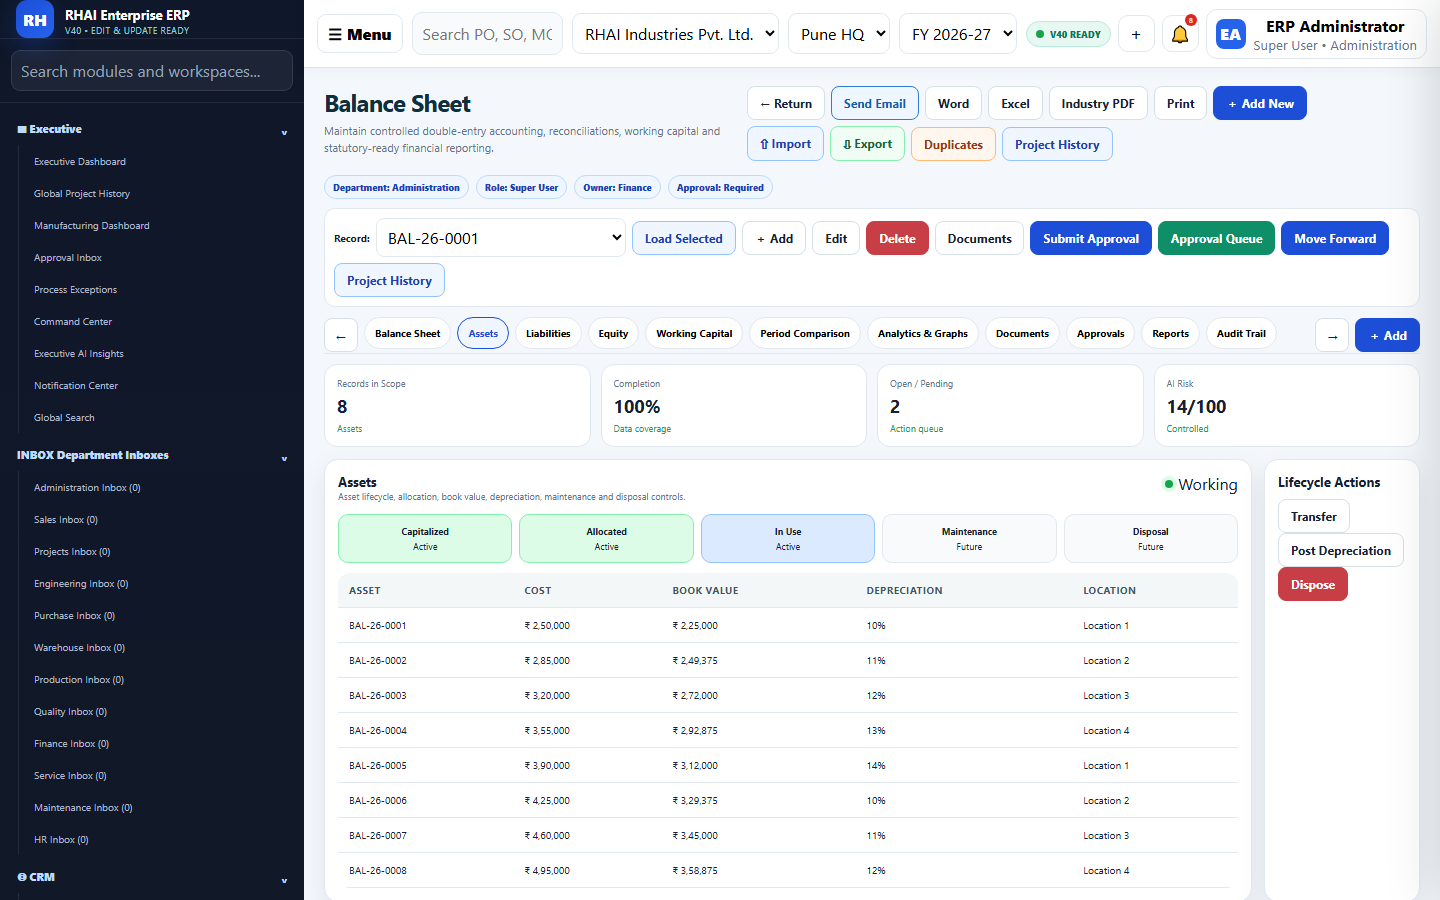 RH
RHAI Enterprise ERP
V40 • EDIT & UPDATE READY
Search modules and workspaces...
Executive
Executive Dashboard
Global Project History
Manufacturing Dashboard
Approval Inbox
Process Exceptions
Command Center
Executive AI Insights
Notification Center
Global Search
INBOX Department Inboxes
Administration Inbox (0)
Sales Inbox (0)
Projects Inbox (0)
Engineering Inbox (0)
Purchase Inbox (0)
Warehouse Inbox (0)
Production Inbox (0)
Quality Inbox (0)
Finance Inbox (0)
Service Inbox (0)
Maintenance Inbox (0)
HR Inbox (0)
CRM
☰ Menu
Search PO, SO, MO
RHAI Industries Pvt. Ltd.
Pune HQ
FY 2026-27
V40 READY
+
8
EA
ERP Administrator
Super User • Administration
Balance Sheet
Maintain controlled double-entry accounting, reconciliations, working capital and
statutory-ready financial reporting.
← Return
Send Email
Word
Excel
Industry PDF
Print
+ Add New
⇧ Import
⇩ Export
Duplicates
Project History
Department: Administration
Role: Super User
Owner: Finance
Approval: Required
Record:
BAL-26-0001
Load Selected
+ Add
Edit
Delete
Documents
Submit Approval
Approval Queue
Move Forward
Project History
←
Balance Sheet
Assets
Liabilities
Equity
Working Capital
Period Comparison
Analytics & Graphs
Documents
Approvals
Reports
Audit Trail
→
+ Add
Records in Scope
8
Assets
Completion
100%
Data coverage
Open / Pending
2
Action queue
AI Risk
14/100
Controlled
Assets
Asset lifecycle, allocation, book value, depreciation, maintenance and disposal controls.
Working
Capitalized
Active
Allocated
Active
In Use
Active
Maintenance
Future
Disposal
Future
ASSET COST BOOK VALUE DEPRECIATION LOCATION
BAL-26-0001 ₹ 2,50,000 ₹ 2,25,000 10% Location 1
BAL-26-0002 ₹ 2,85,000 ₹ 2,49,375 11% Location 2
BAL-26-0003 ₹ 3,20,000 ₹ 2,72,000 12% Location 3
BAL-26-0004 ₹ 3,55,000 ₹ 2,92,875 13% Location 4
BAL-26-0005 ₹ 3,90,000 ₹ 3,12,000 14% Location 1
BAL-26-0006 ₹ 4,25,000 ₹ 3,29,375 10% Location 2
BAL-26-0007 ₹ 4,60,000 ₹ 3,45,000 11% Location 3
BAL-26-0008 ₹ 4,95,000 ₹ 3,58,875 12% Location 4
Lifecycle Actions
Transfer
Post Depreciation
Dispose